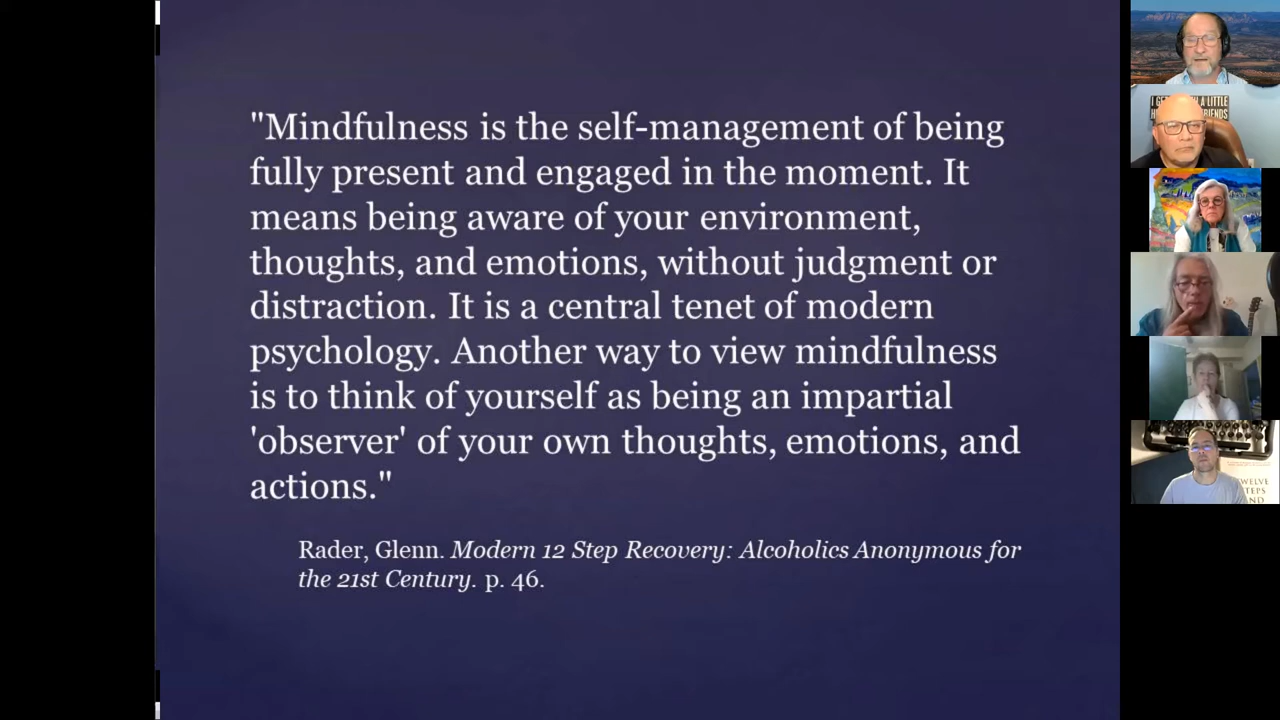 "Mindfulness is the self-management of being
fully present and engaged in the moment. It
means being aware of your environment,
thoughts, and emotions, without judgment or
distraction. It is a central tenet of modern
psychology. Another way to view mindfulness
is to think of yourself as being an impartial
'observer' of your own thoughts, emotions, and
actions."
Rader, Glenn. Modern 12 Step Recovery: Alcoholics Anonymous for
the 21st Century. p. 46.
A LITTLE